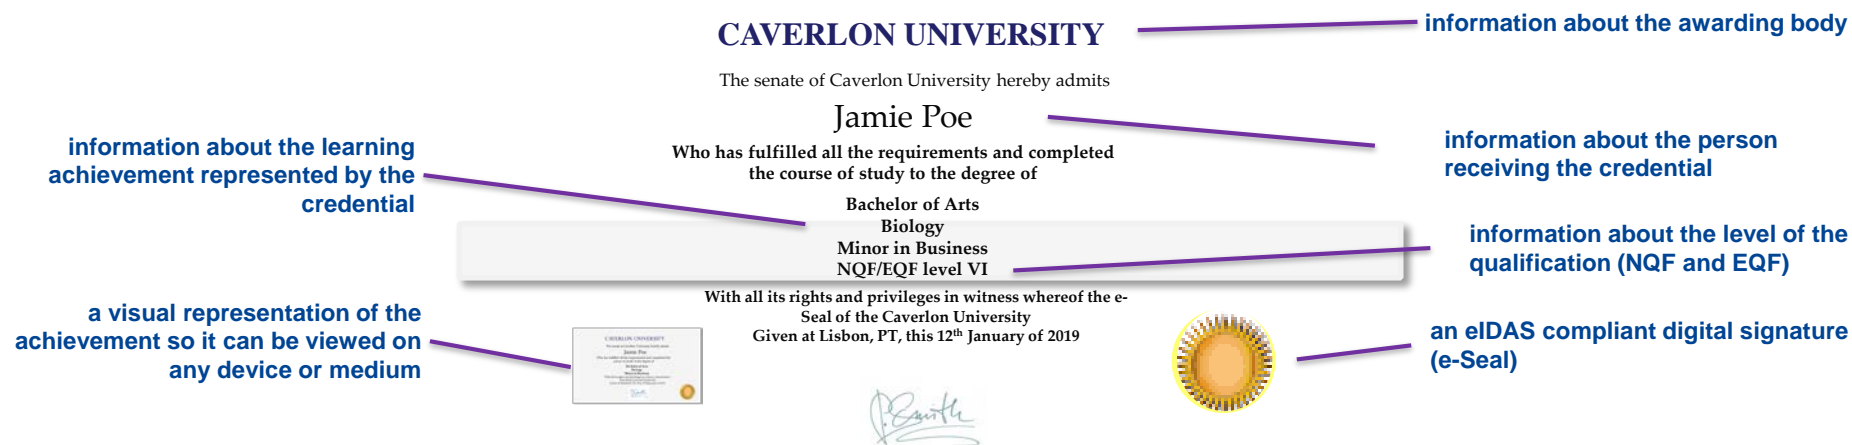 CAVERLON UNIVERSITY
information about the awarding body
The senate of Caverlon University hereby admits
Jamie Poe
information about the person
receiving the credential
information about the learning
achievement represented by the
credential
Who has fulfilled all the requirements and completed
the course of study to the degree of
Bachelor of Arts
Biology
Minor in Business
NQF/EQF level VI
information about the level of the
qualification (NQF and EQF)
With all its rights and privileges in witness whereof the e-
Seal of the Caverlon University
Given at Lisbon, PT, this 12th January of 2019
a visual representation of the
achievement so it can be viewed on
any device or medium
CAVERLON UNIVERSITY
Jamie Poe
an eIDAS compliant digital signature
(e-Seal)
P.Smith